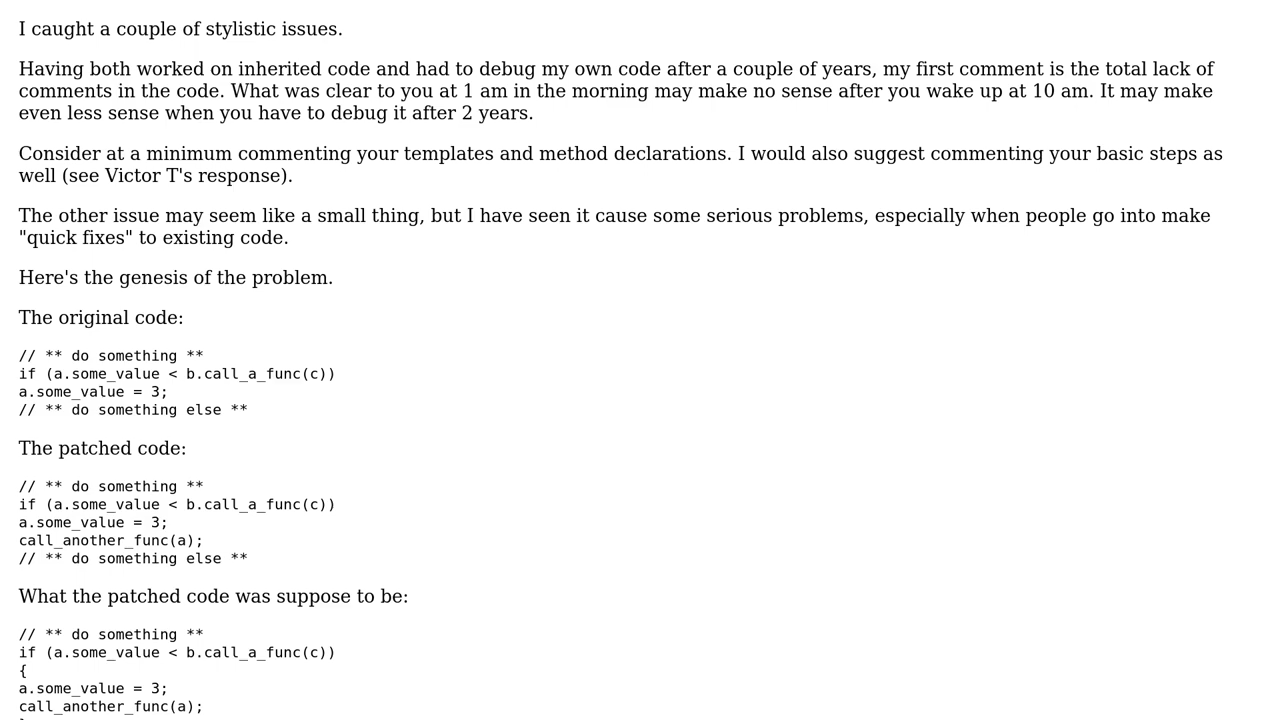 I caught a couple of stylistic issues.
Having both worked on inherited code and had to debug my own code after a couple of years, my first comment is the total lack of
comments in the code. What was clear to you at 1 am in the morning may make no sense after you wake up at 10 am. It may make
even less sense when you have to debug it after 2 years.
Consider at a minimum commenting your templates and method declarations. I would also suggest commenting your basic steps as
well (see Victor T's response).
The other issue may seem like a small thing, but I have seen it cause some serious problems, especially when people go into make
"quick fixes" to existing code.
Here's the genesis of the problem.
The original code:
// ** do something **
if (a.some_value < b.call_a_func(c))
a.some_value = 3;
// ** do something else **
The patched code:
// ** do something **
if (a.some_value < b.call_a_func(c))
a.some_value = 3;
call_another_func(a);
// ** do something else **
What the patched code was suppose to be:
// ** do something **
if (a.some_value < b.call_a_func(c))
{
a.some_value = 3;
call_another_func(a);